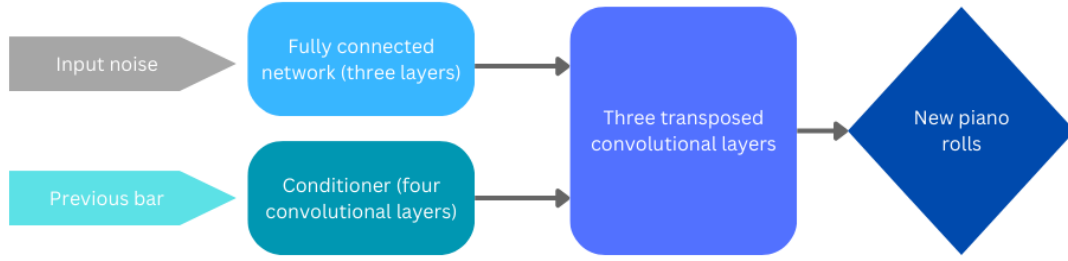 Input noise
Fully connected
network (three layers)
Previous bar
Conditioner (four
convolutional layers)
Three transposed
convolutional layers
New piano
rolls